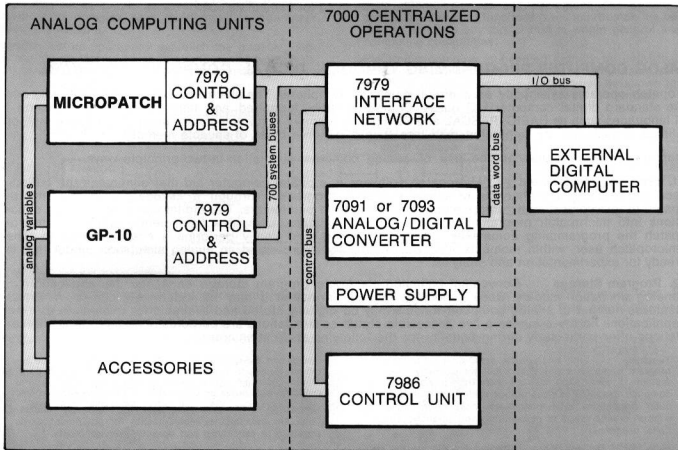 ANALOG COMPUTING UNITS
7000 CENTRALIZED
OPERATIONS
MICROPATCH
7979
CONTROL
&
ADDRESS
GP-10
7979
CONTROL
&
ADDRESS
ACCESSORIES
analog variables
700 system buses
7979
INTERFACE
NETWORK
7091 or 7093
ANALOG/DIGITAL
CONVERTER
POWER SUPPLY
7986
CONTROL UNIT
control bus
data word bus
I/O bus
EXTERNAL
DIGITAL
COMPUTER